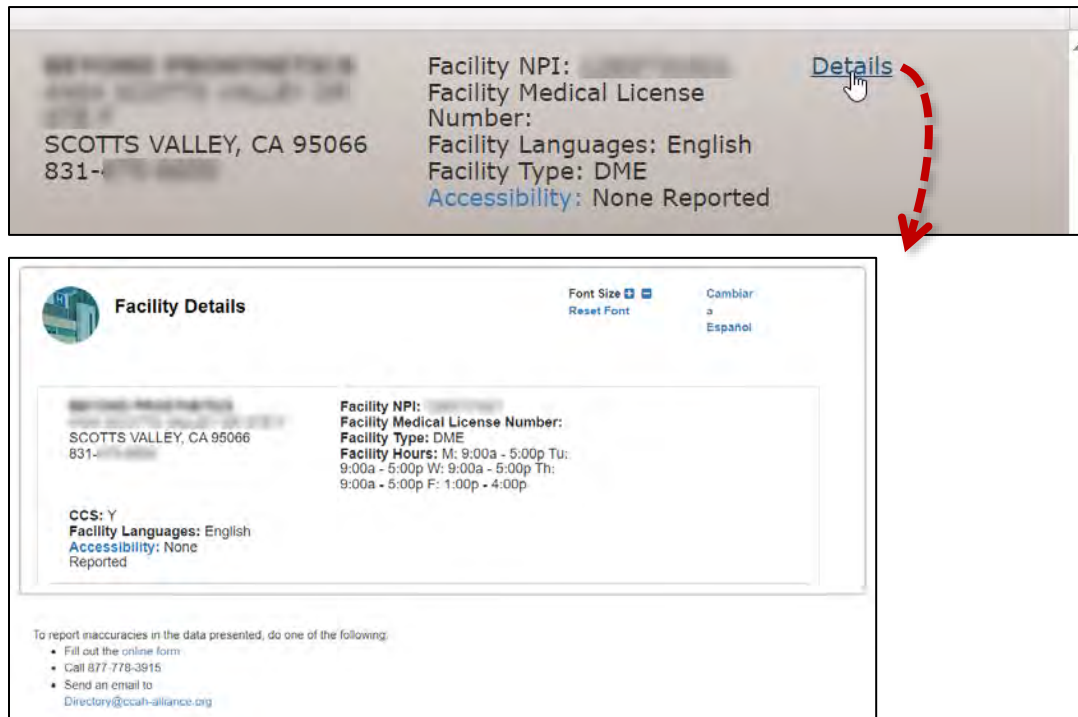 SCOTTS VALLEY, CA 95066
831-
Facility NPI:
Facility Medical License
Number:
Facility Languages: English
Facility Type: DME
Accessibility: None Reported
Details
Facility Details
Font Size
Reset Font
Cambiar
a
Español
SCOTTS VALLEY, CA 95066
831-
Facility NPI:
Facility Medical License Number:
Facility Type: DME
Facility Hours: M: 9:00a - 5:00p Tu:
9:00a - 5:00p W: 9:00a - 5:00p Th:
9:00a - 5:00p F: 1:00p - 4:00p
CCS: Y
Facility Languages: English
Accessibility: None
Reported
To report inaccuracies in the data presented, do one of the following:
Fill out the online form
Call 877-778-3915
Send an email to
Directory@ccah-alliance.org